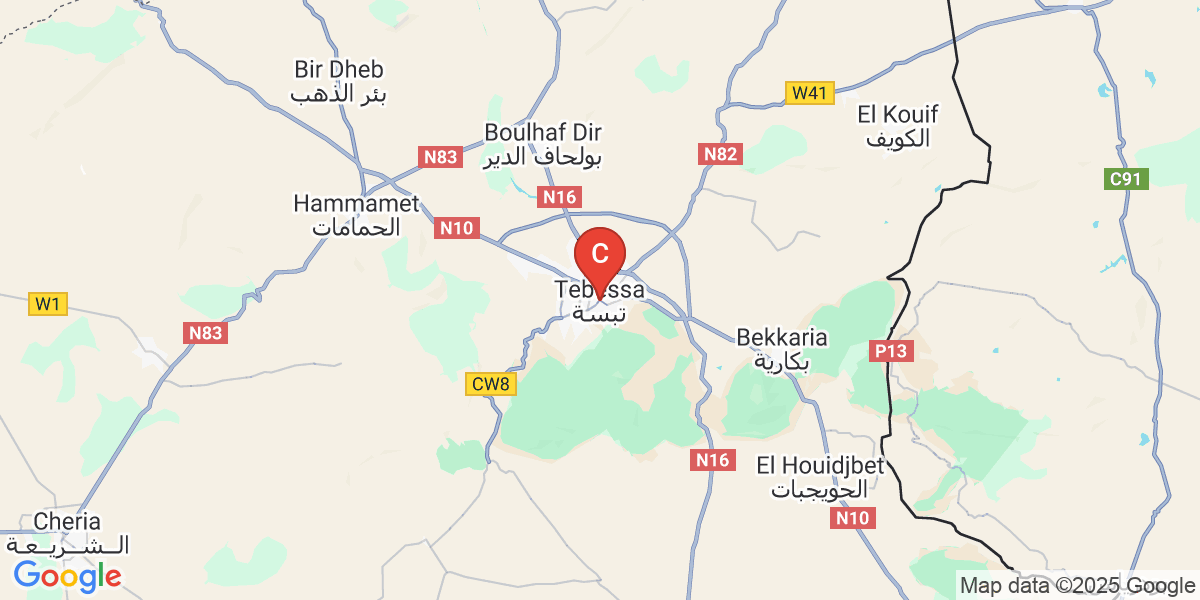 Bir Dheb
بئر الذهب
W41
El Kouif
الكويف
Boulhaf Dir
بولحاف الدير
N83
N82
C91
N16
Hammamet
الحمامات
N10
C
Tebessa
تبسة
W1
N83
Bekkaria
بكارية
P13
CW8
N16
El Houidjbet
الحويجبات
N10
Cheria
الــشــريــعــة
Google
Map data ©2025 Google